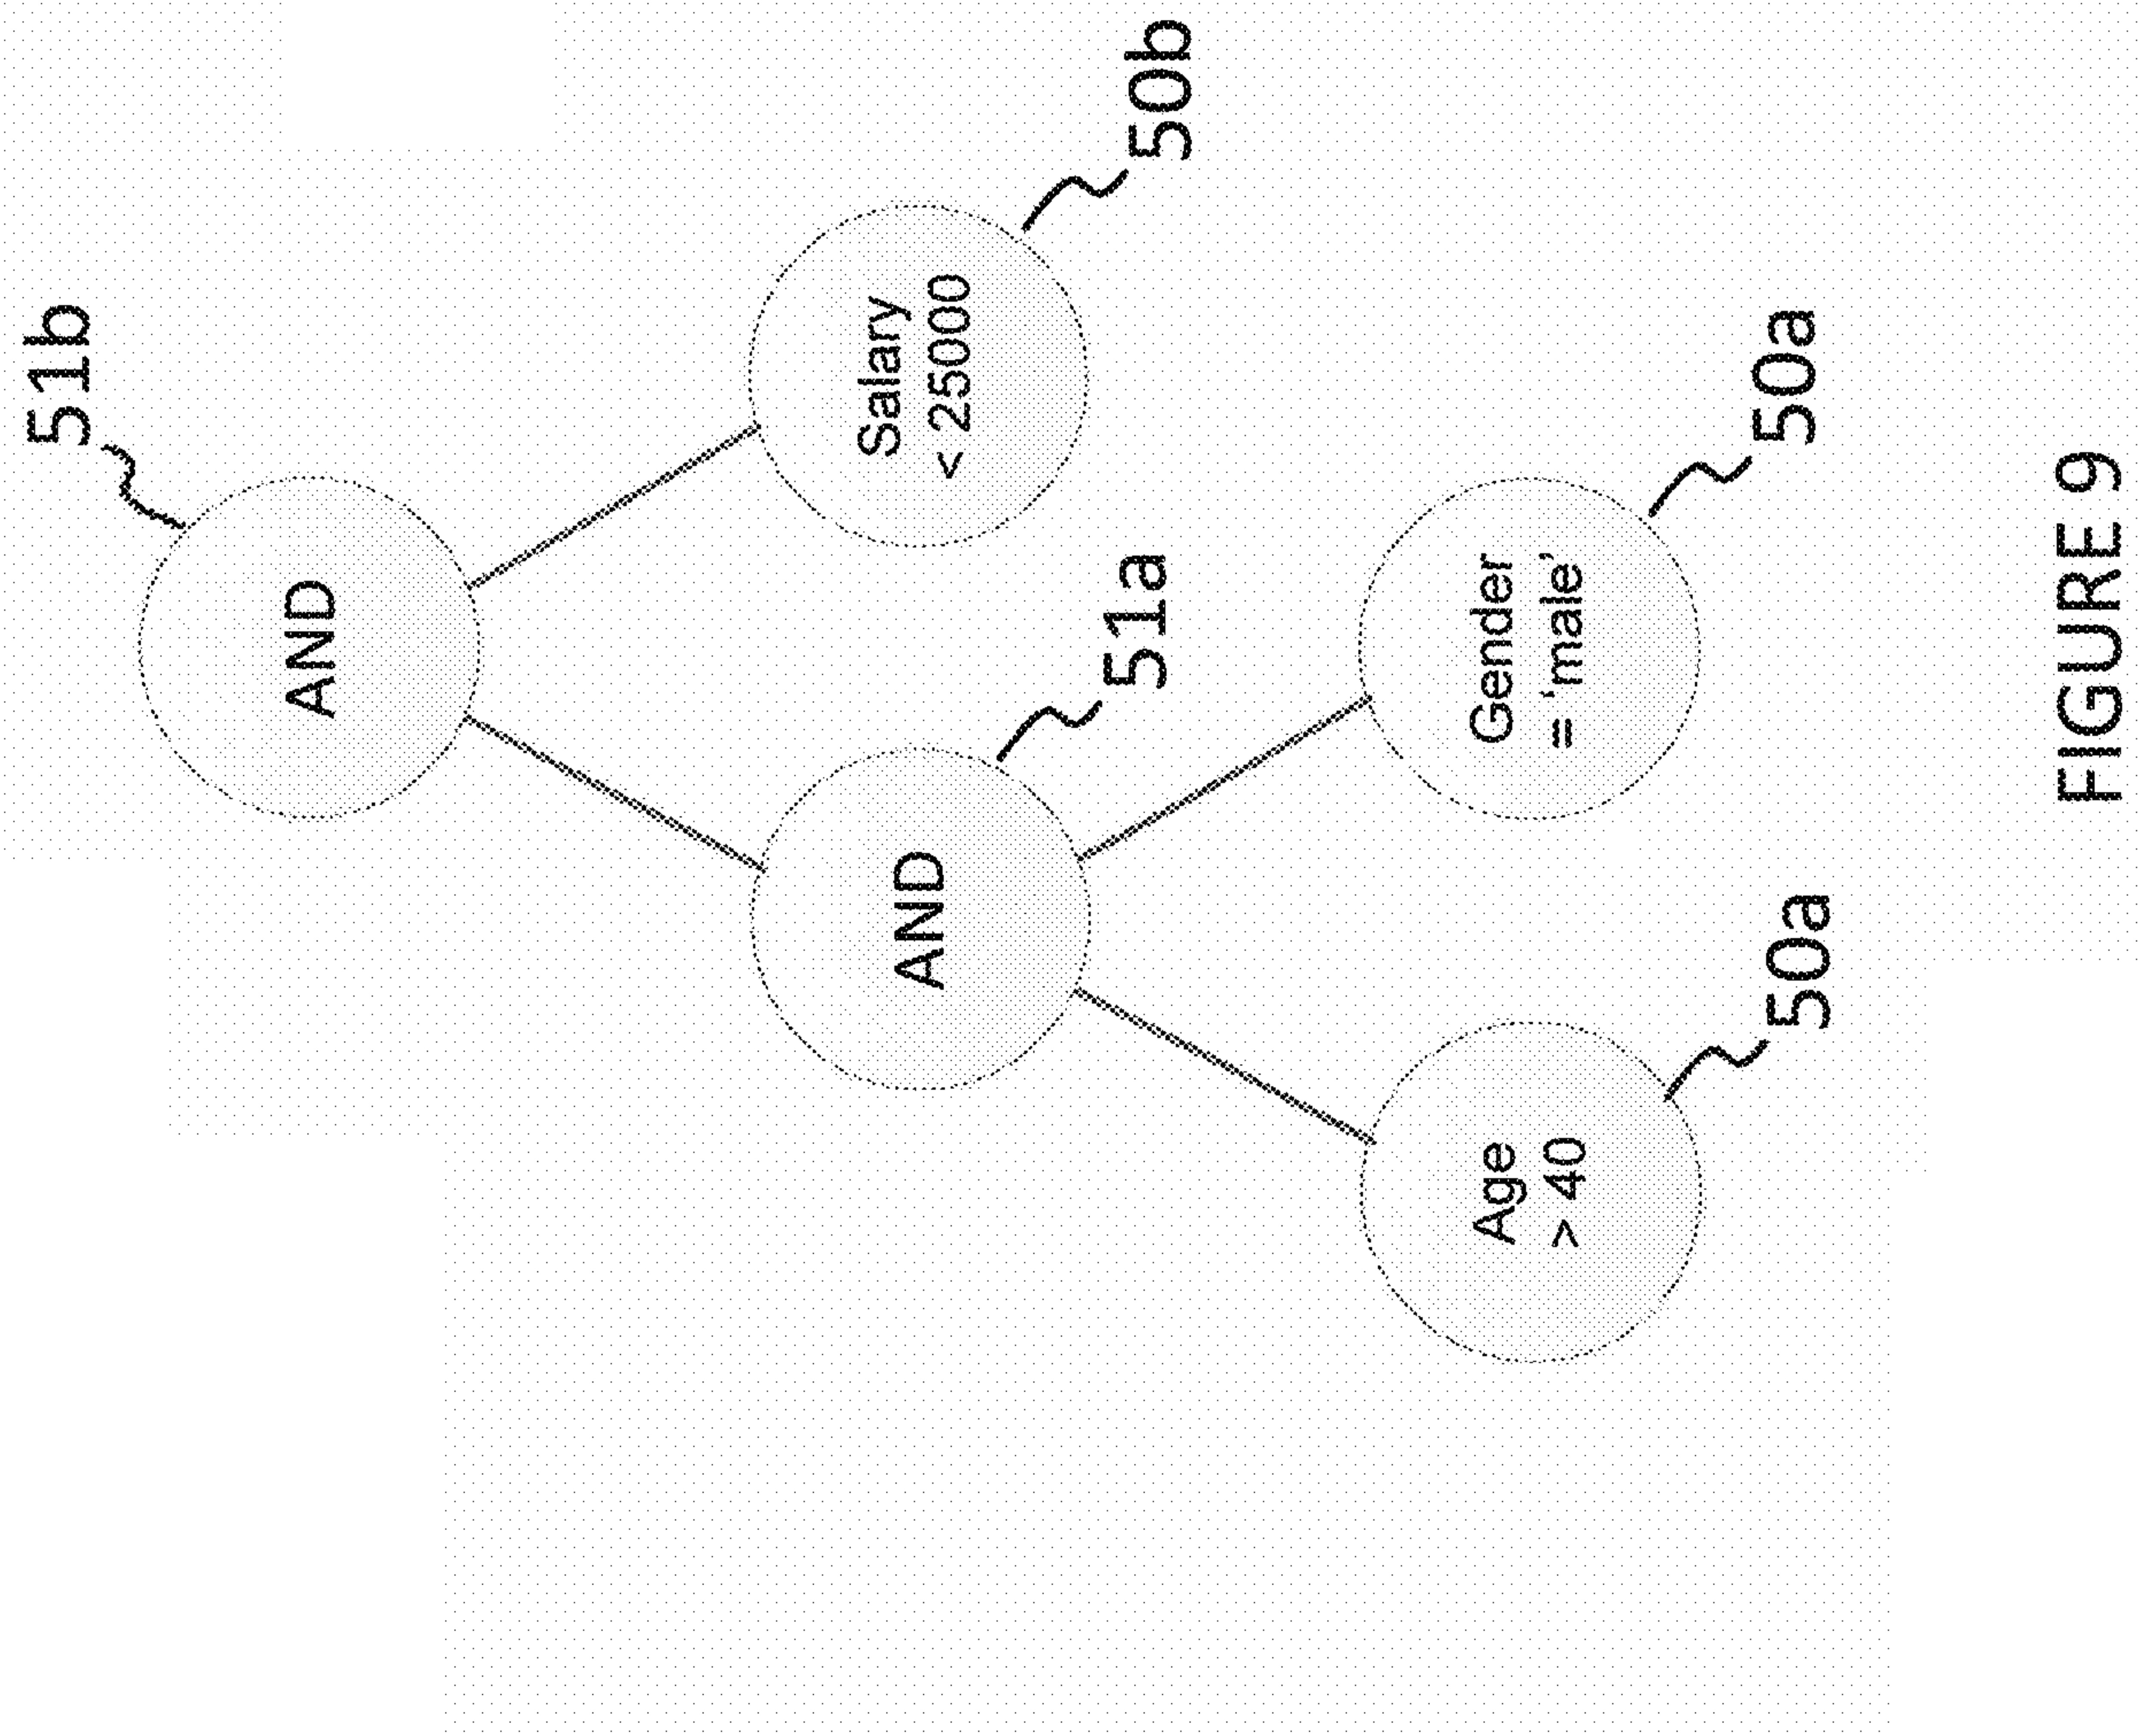 51b
AND
Salary
< 25000
50b
AND
51a
Gender
= 'male'
50a
Age
> 40
50a
FIGURE 9